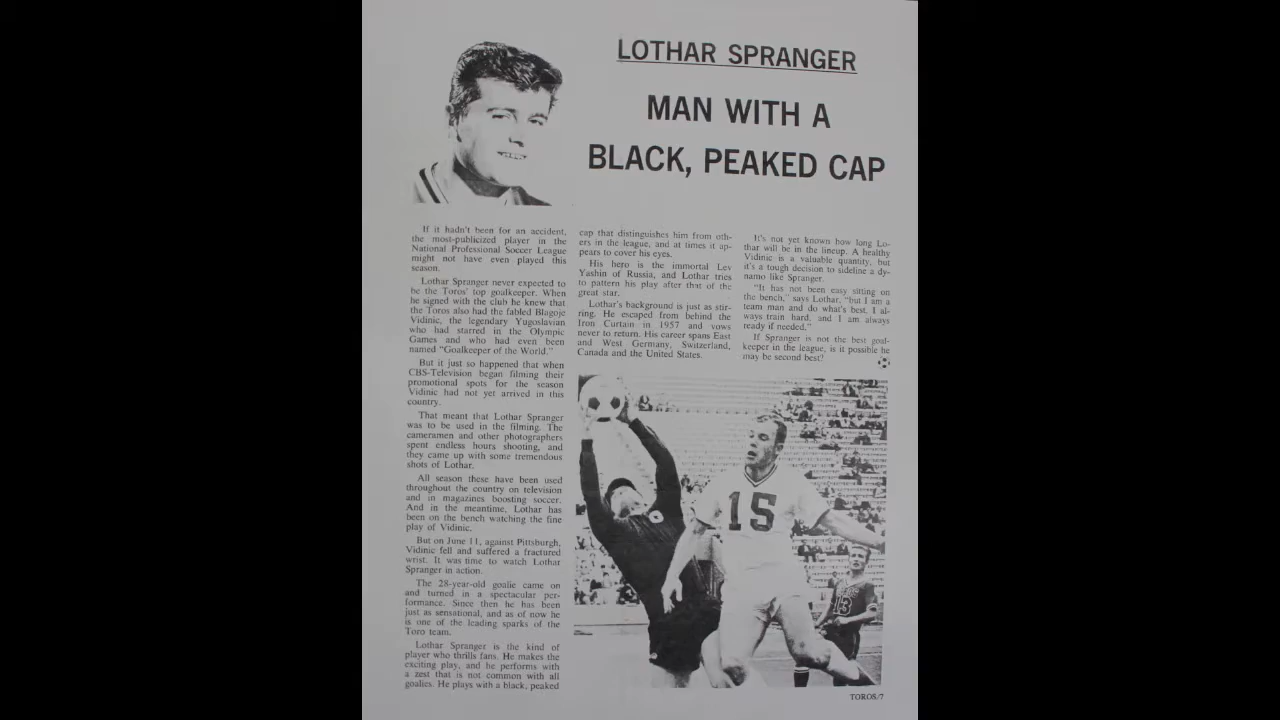 LOTHAR SPRANGER
MAN WITH A
BLACK, PEAKED CAP
If it hadn't been for an accident,
the most-publicized player in the
National Professional Soccer League
might not have even played this
season.
Lothar Spranger never expected to
be the Toros' top goalkeeper. When
he signed with the club he knew that
the Toros also had the fabled Blagoje
Vidinic, the legendary Yugoslavian
who had starred in the Olympic
Games and who had even been
named "Goalkeeper of the World."
But it just so happened that when
CBS-Television began filming their
promotional spots for the season
Vidinic had not yet arrived in this
country.
That meant that Lothar Spranger
was to be used in the filming. The
cameramen and other photographers
spent endless hours shooting, and
they came up with some tremendous
shots of Lothar.
All season these have been used
throughout the country on television
and in magazines boosting soccer.
And in the meantime, Lothar has
been on the bench watching the fine
play of Vidinic.
But on June 11, against Pittsburgh,
Vidinic fell and suffered a fractured
wrist. It was time to watch Lothar
Spranger in action.
The 28-year-old goalie came on
and turned in a spectacular per-
formance. Since then he has been
just as sensational, and as of now he
is one of the leading sparks of the
Toro team.
Lothar Spranger is the kind of
player who thrills fans. He makes the
exciting play, and he performs with
a zest that is not common with all
goalies. He plays with a black, peaked
cap that distinguishes him from oth-
ers in the league, and at times it ap-
pears to cover his eyes.
His hero is the immortal Lev
Yashin of Russia, and Lothar tries
to pattern his play after that of the
great star.
Lothar's background is just as stir-
ring. He escaped from behind the
Iron Curtain in 1957 and vows
never to return. His career spans East
and West Germany, Switzerland,
Canada and the United States.
It's not yet known how long Lo-
thar will be in the lineup. A healthy
Vidinic is a valuable quantity, but
it's a tough decision to sideline a dy-
namo like Spranger.
"It has not been easy sitting on
the bench," says Lothar, "but I am a
team man and do what's best. I al-
ways train hard, and I am always
ready if needed."
If Spranger is not the best goal-
keeper in the league, is it possible he
may be second best?
15
13
TOROS/7